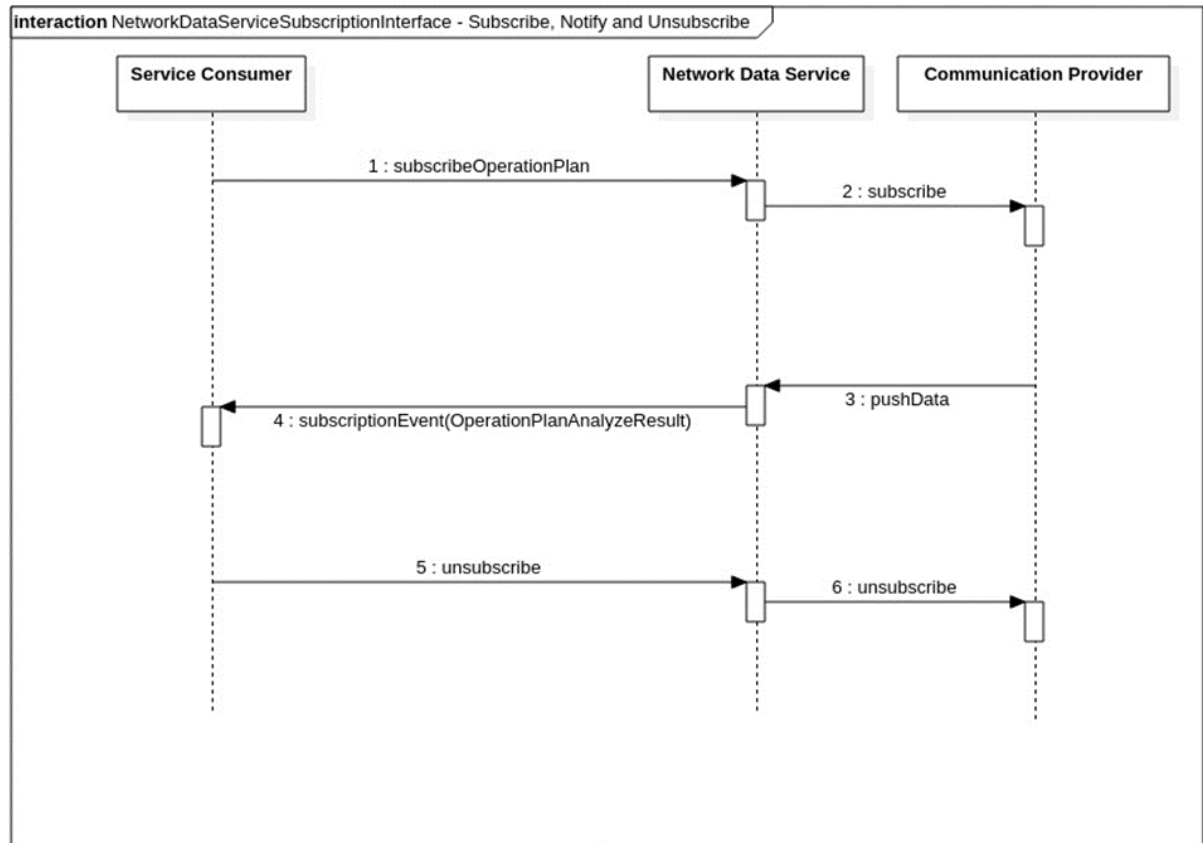 interaction NetworkDataServiceSubscriptionInterface - Subscribe, Notify and Unsubscribe
Service Consumer
Network Data Service
Communication Provider
1 : subscribeOperationPlan
2 : subscribe
3 : pushData
4 : subscriptionEvent(OperationPlanAnalyzeResult)
5 : unsubscribe
6 : unsubscribe